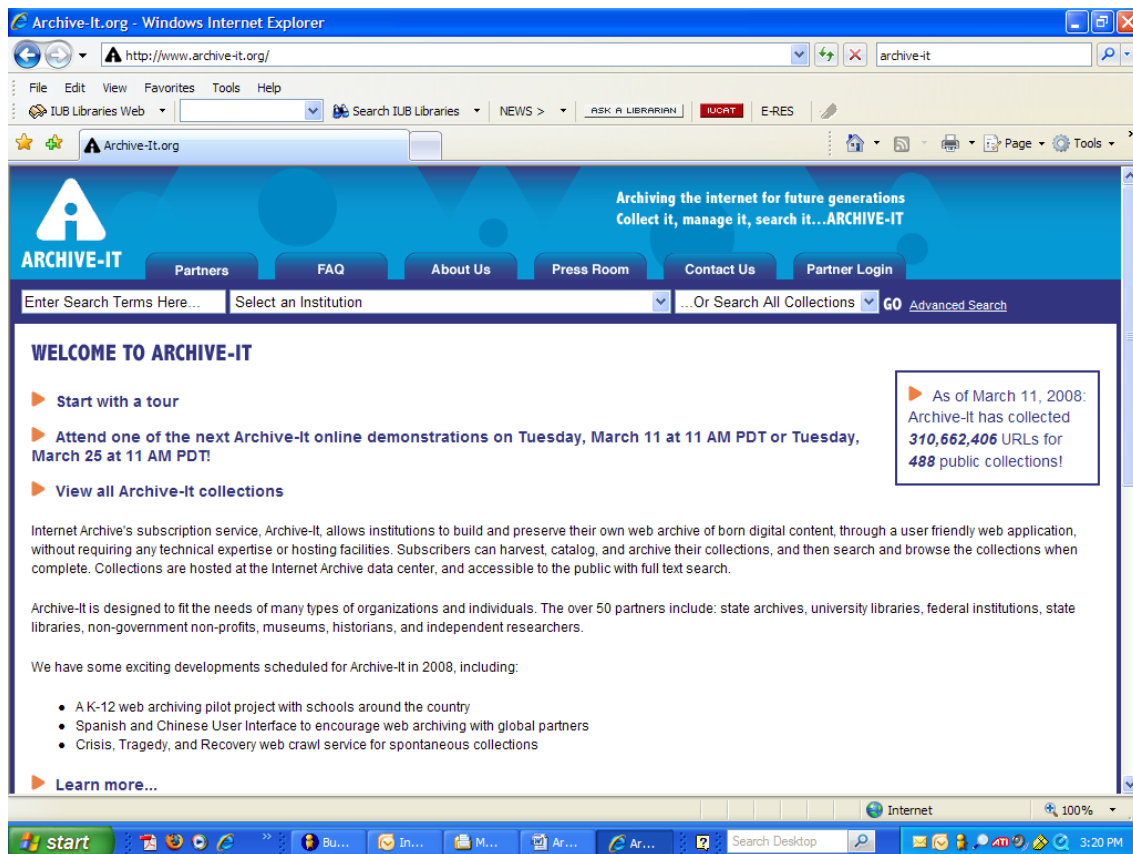 Archive-It.org - Windows Internet Explorer
http://www.archive-it.org/
archive-it
File Edit View Favorites Tools Help
IUB Libraries Web
Search IUB Libraries
NEWS >
ASK A LIBRARIAN
IUCAT
E-RES
Archive-It.org
Page
Tools
Archiving the internet for future generations
Collect it, manage it, search it...ARCHIVE-IT
ARCHIVE-IT
Partners
FAQ
About Us
Press Room
Contact Us
Partner Login
Enter Search Terms Here...
Select an Institution
...Or Search All Collections
GO
Advanced Search
WELCOME TO ARCHIVE-IT
Start with a tour
Attend one of the next Archive-It online demonstrations on Tuesday, March 11 at 11 AM PDT or Tuesday,
March 25 at 11 AM PDT!
View all Archive-It collections
As of March 11, 2008:
Archive-It has collected
310,662,406 URLs for
488 public collections!
Internet Archive's subscription service, Archive-It, allows institutions to build and preserve their own web archive of born digital content, through a user friendly web application,
without requiring any technical expertise or hosting facilities. Subscribers can harvest, catalog, and archive their collections, and then search and browse the collections when
complete. Collections are hosted at the Internet Archive data center, and accessible to the public with full text search.
Archive-It is designed to fit the needs of many types of organizations and individuals. The over 50 partners include: state archives, university libraries, federal institutions, state
libraries, non-government non-profits, museums, historians, and independent researchers.
We have some exciting developments scheduled for Archive-It in 2008, including:
A K-12 web archiving pilot project with schools around the country
Spanish and Chinese User Interface to encourage web archiving with global partners
Crisis, Tragedy, and Recovery web crawl service for spontaneous collections
Learn more...
Internet
100%
start
Bu...
In...
M...
Ar...
Ar...
Search Desktop
ATI
3:20 PM